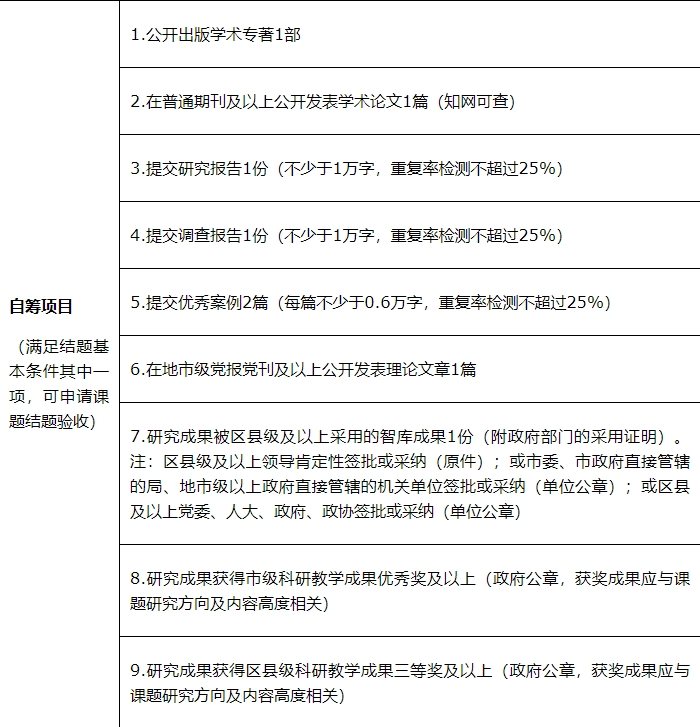 自筹项目
（满足结题基
本条件其中一
项，可申请课
题结题验收）
1.公开出版学术专著1部
2.在普通期刊及以上公开发表学术论文1篇（知网可查）
3.提交研究报告1份（不少于1万字，重复率检测不超过25%）
4.提交调查报告1份（不少于1万字，重复率检测不超过25%）
5.提交优秀案例2篇（每篇不少于0.6万字，重复率检测不超过25%）
6.在地市级党报党刊及以上公开发表理论文章1篇
7.研究成果被区县级及以上采用的智库成果1份（附政府部门的采用证明）。
注：区县级及以上领导肯定性签批或采纳（原件）；或市委、市政府直接管辖
的局、地市级以上政府直接管辖的机关单位签批或采纳（单位公章）；或区县
及以上党委、人大、政府、政协签批或采纳（单位公章）
8.研究成果获得市级科研教学成果优秀奖及以上（政府公章，获奖成果应与课
题研究方向及内容高度相关）
9.研究成果获得区县级科研教学成果三等奖及以上（政府公章，获奖成果应与
课题研究方向及内容高度相关）